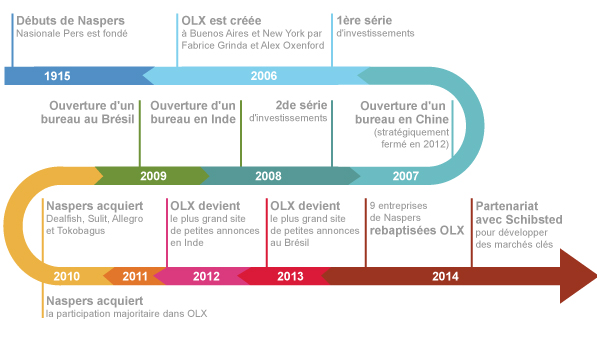 Débuts de Naspers
Nasionale Pers est fondé
OLX est créée
à Buenos Aires et New York par
Fabrice Grinda et Alex Oxenford
1ère série
d'investissements
1915
2006
Ouverture d'un
bureau au Brésil
Ouverture d'un
bureau en Inde
2de série
d'investissements
Ouverture d'un
bureau en Chine
(stratégiquement
fermé en 2012)
2009
2008
2007
Naspers acquiert
Dealfish, Sulit, Allegro
et Tokobagus
OLX devient
le plus grand site
de petites annonces
en Inde
OLX devient
le plus grand site
de petites annonces
au Brésil
9 entreprises
de Naspers
rebaptisées OLX
Partenariat
avec Schibsted
pour développer
des marchés clés
2010
2011
2012
2013
2014
Naspers acquiert
la participation majoritaire dans OLX